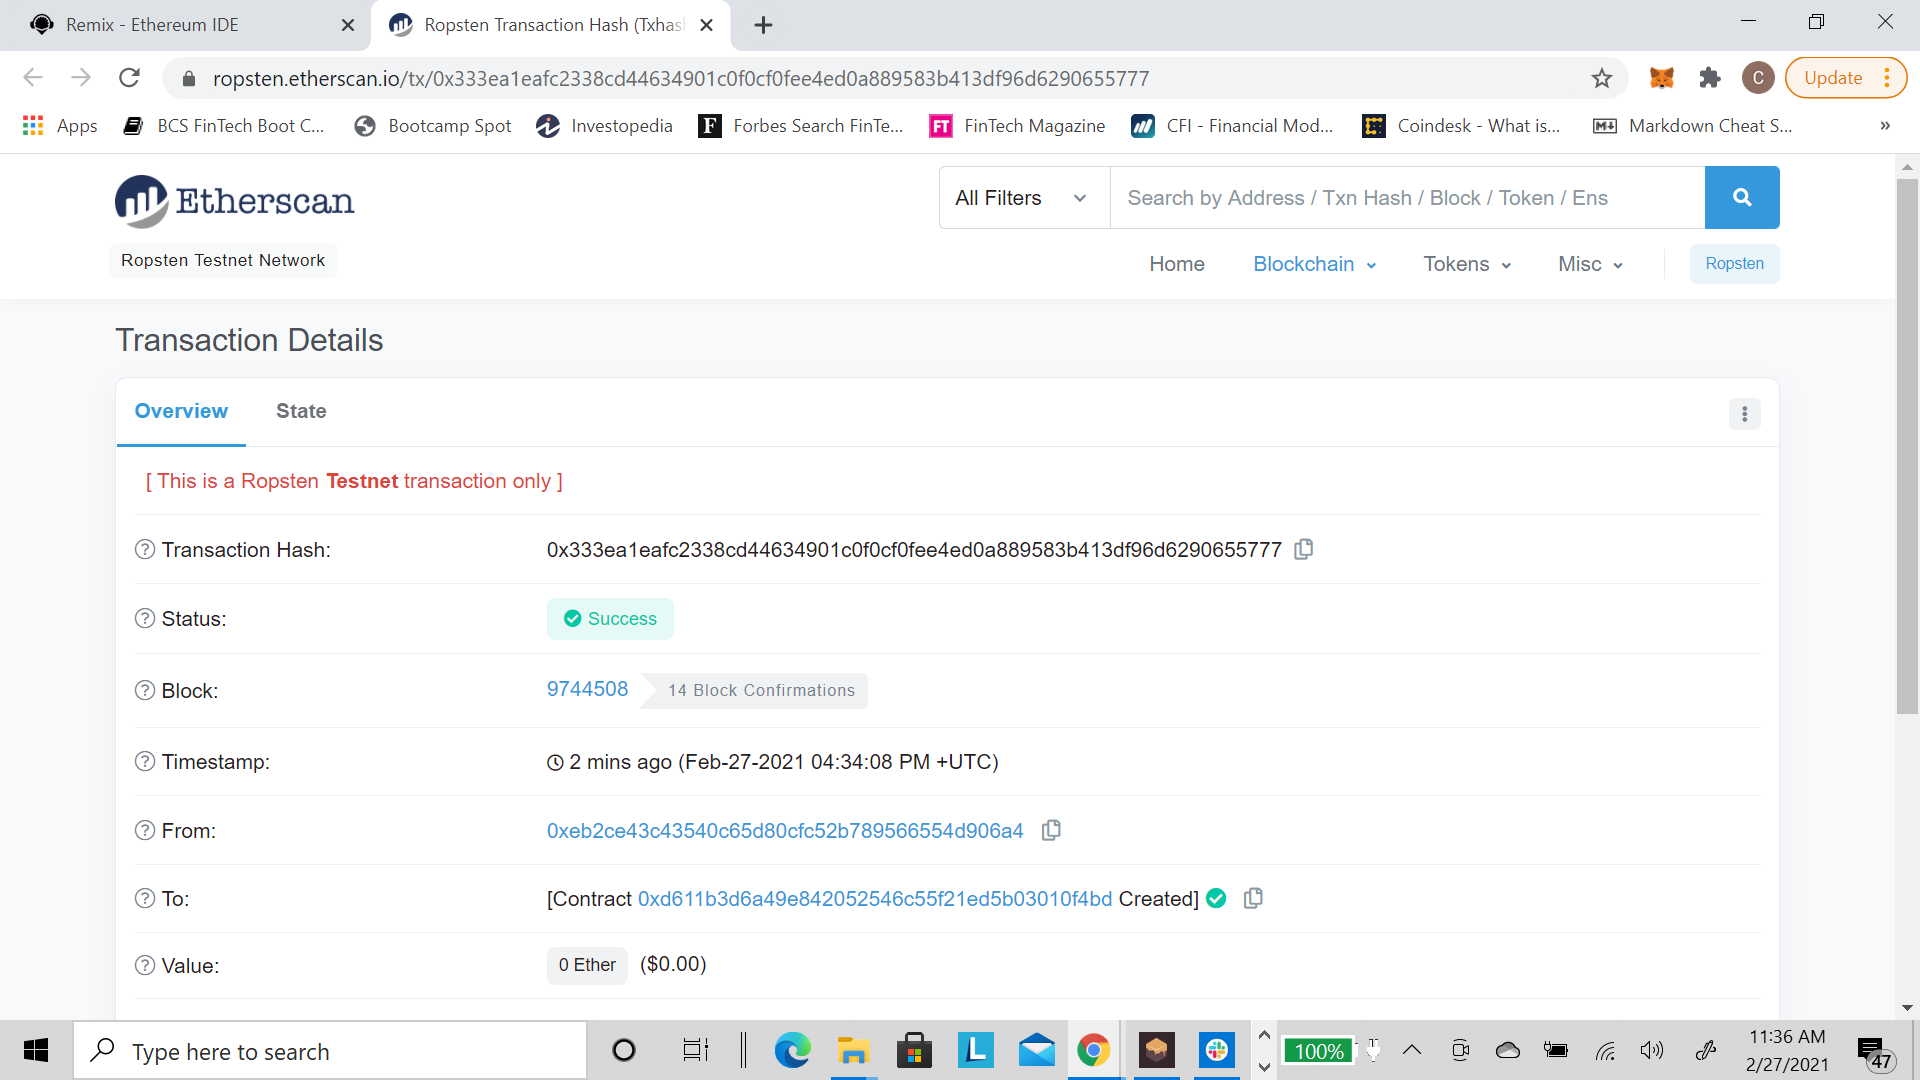 Remix - Ethereum IDE
Ropsten Transaction Hash (Txhas
ropsten.etherscan.io/tx/0x333ea1eafc2338cd44634901c0f0cf0fee4ed0a889583b413df96d6290655777
C
Update
Apps
BCS FinTech Boot C...
Bootcamp Spot
Investopedia
F
Forbes Search FinTe...
FT
FinTech Magazine
CFI - Financial Mod...
Coindesk - What is...
Markdown Cheat S...
»
Etherscan
All Filters
Search by Address / Txn Hash / Block / Token / Ens
Ropsten Testnet Network
Home
Blockchain
Tokens
Misc
Ropsten
Transaction Details
Overview
State
[ This is a Ropsten Testnet transaction only ]
Transaction Hash:
0x333ea1eafc2338cd44634901c0f0cf0fee4ed0a889583b413df96d6290655777
Status:
Success
Block:
9744508
14 Block Confirmations
Timestamp:
2 mins ago (Feb-27-2021 04:34:08 PM +UTC)
From:
0xeb2ce43c43540c65d80cfc52b789566554d906a4
To:
[Contract 0xd611b3d6a49e842052546c55f21ed5b03010f4bd Created]
Value:
0 Ether
($0.00)
Type here to search
L
100%
11:36 AM
2/27/2021
47